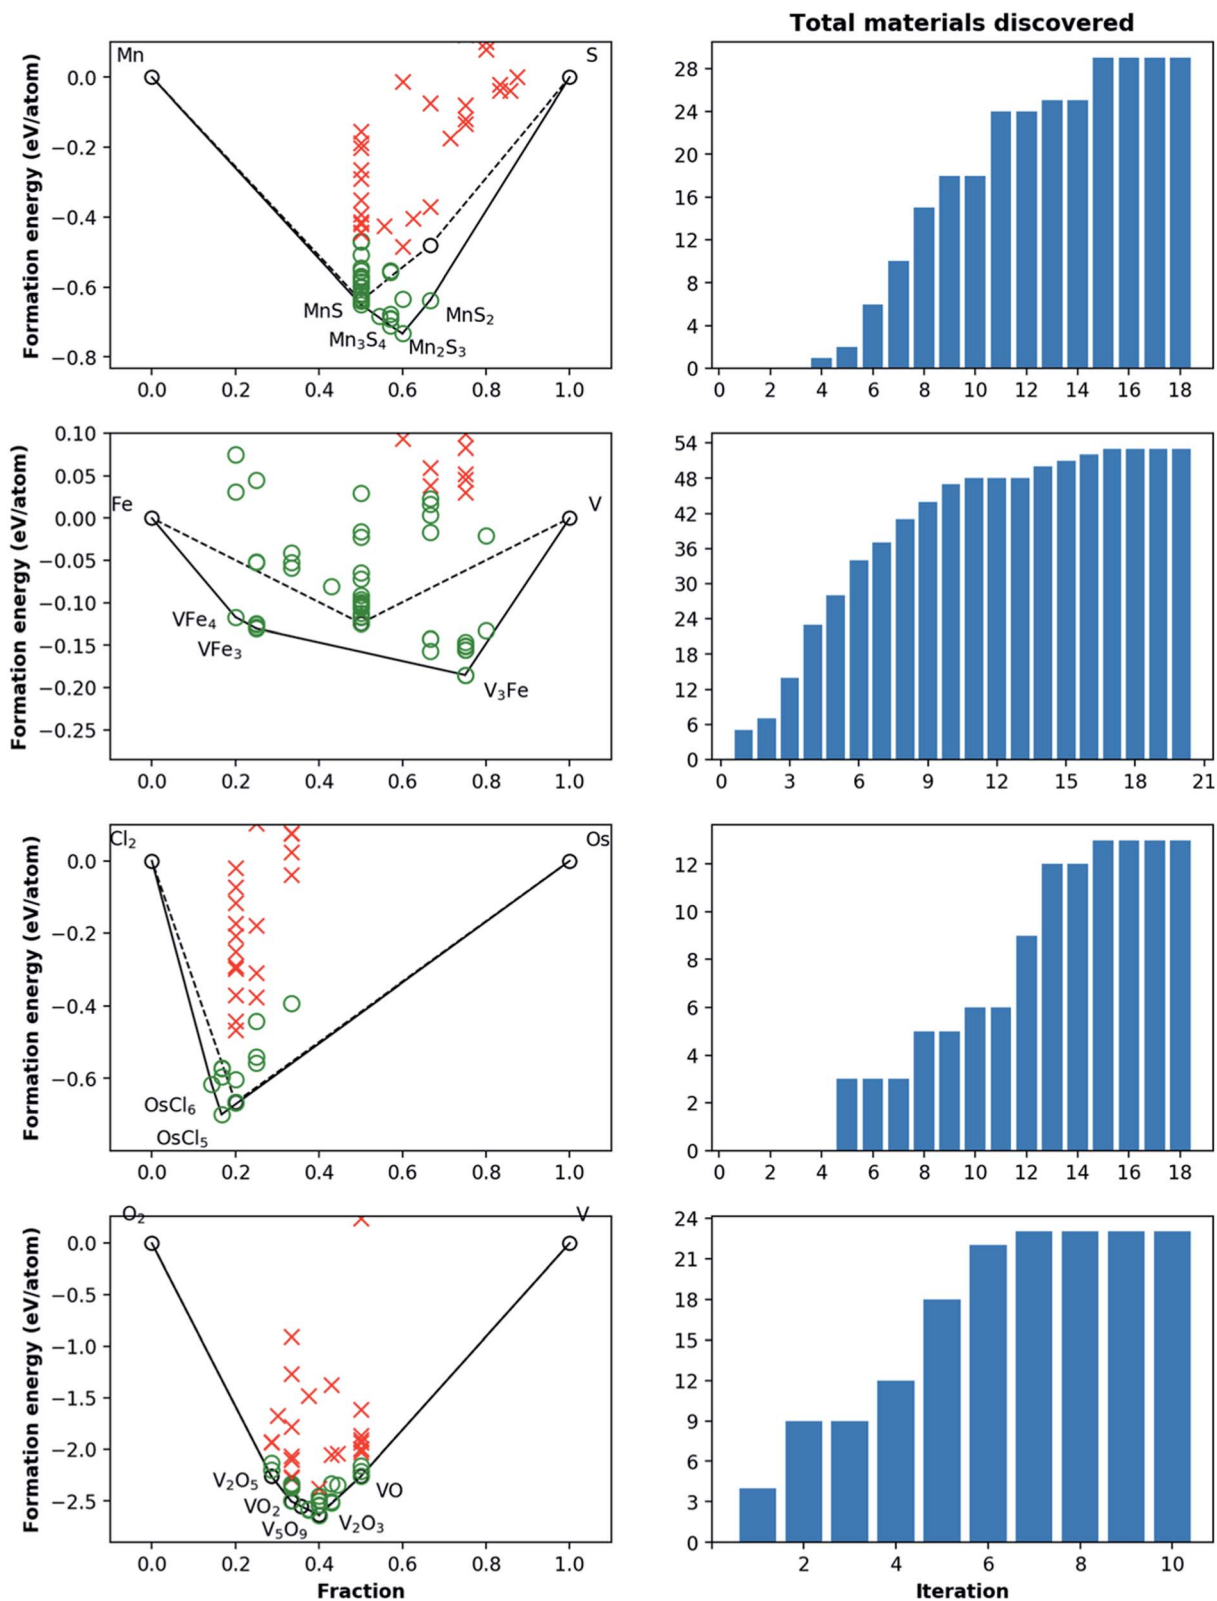 Total materials discovered
Formation energy (eV/atom)
0.0
−0.2
−0.4
−0.6
−0.8
Mn
S
MnS
Mn₃S₄
Mn₂S₃
MnS₂
0.0 0.2 0.4 0.6 0.8 1.0
28
24
20
16
12
8
4
0
0 2 4 6 8 10 12 14 16 18
Formation energy (eV/atom)
0.10
0.05
0.00
−0.05
−0.10
−0.15
−0.20
−0.25
Fe
V
VFe₄
VFe₃
V₃Fe
0.0 0.2 0.4 0.6 0.8 1.0
54
48
42
36
30
24
18
12
6
0
0 3 6 9 12 15 18 21
Formation energy (eV/atom)
0.0
−0.2
−0.4
−0.6
Cl₂
Os
OsCl₆
OsCl₅
0.0 0.2 0.4 0.6 0.8 1.0
12
10
8
6
4
2
0
0 2 4 6 8 10 12 14 16 18
Formation energy (eV/atom)
0.0
−0.5
−1.0
−1.5
−2.0
−2.5
O₂
V
V₂O₅
VO₂
V₅O₉
V₂O₃
VO
0.0 0.2 0.4 0.6 0.8 1.0
Fraction
24
21
18
15
12
9
6
3
0
2 4 6 8 10
Iteration